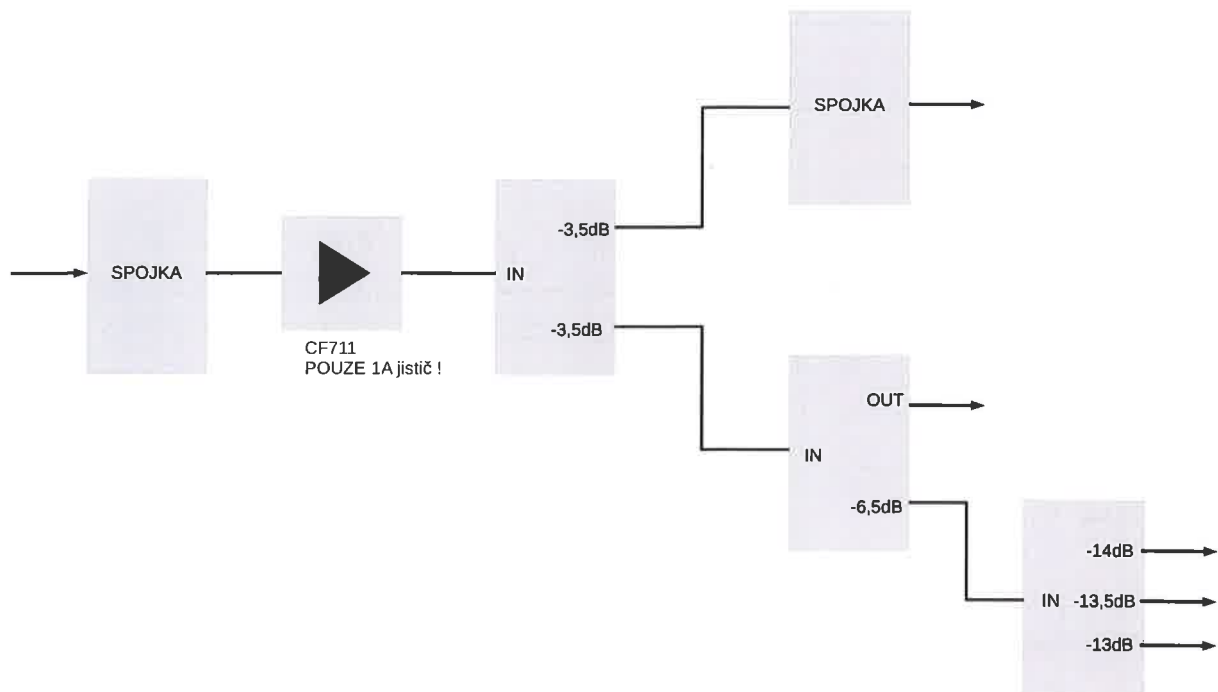 SPOJKA
SPOJKA
CF711
POUZE 1A jistič !
IN
-3,5dB
-3,5dB
IN
OUT
-6,5dB
IN
-14dB
-13,5dB
-13dB